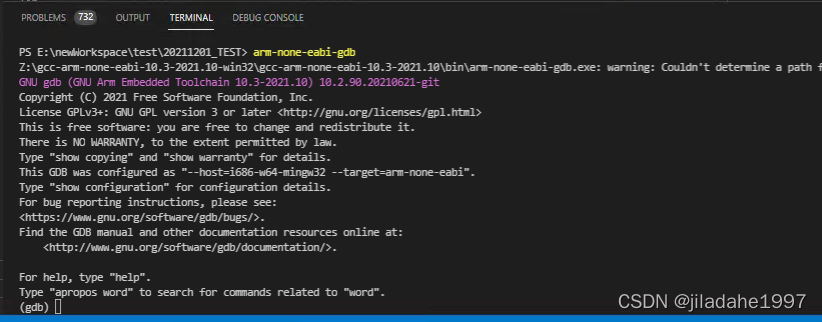 PROBLEMS 732 OUTPUT TERMINAL DEBUG CONSOLE
PS E:\newWorkspace\test\20211201_TEST> arm-none-eabi-gdb
Z:\gcc-arm-none-eabi-10.3-2021.10-win32\gcc-arm-none-eabi-10.3-2021.10\bin\arm-none-eabi-gdb.exe: warning: Couldn't determine a path f
GNU gdb (GNU Arm Embedded Toolchain 10.3-2021.10) 10.2.90.20210621-git
Copyright (C) 2021 Free Software Foundation, Inc.
License GPLv3+: GNU GPL version 3 or later <http://gnu.org/licenses/gpl.html>
This is free software: you are free to change and redistribute it.
There is NO WARRANTY, to the extent permitted by law.
Type "show copying" and "show warranty" for details.
This GDB was configured as "--host=i686-w64-mingw32 --target=arm-none-eabi".
Type "show configuration" for configuration details.
For bug reporting instructions, please see:
<https://www.gnu.org/software/gdb/bugs/>.
Find the GDB manual and other documentation resources online at:
<http://www.gnu.org/software/gdb/documentation/>.
For help, type "help".
Type "apropos word" to search for commands related to "word".
(gdb)
CSDN @jiladahe1997